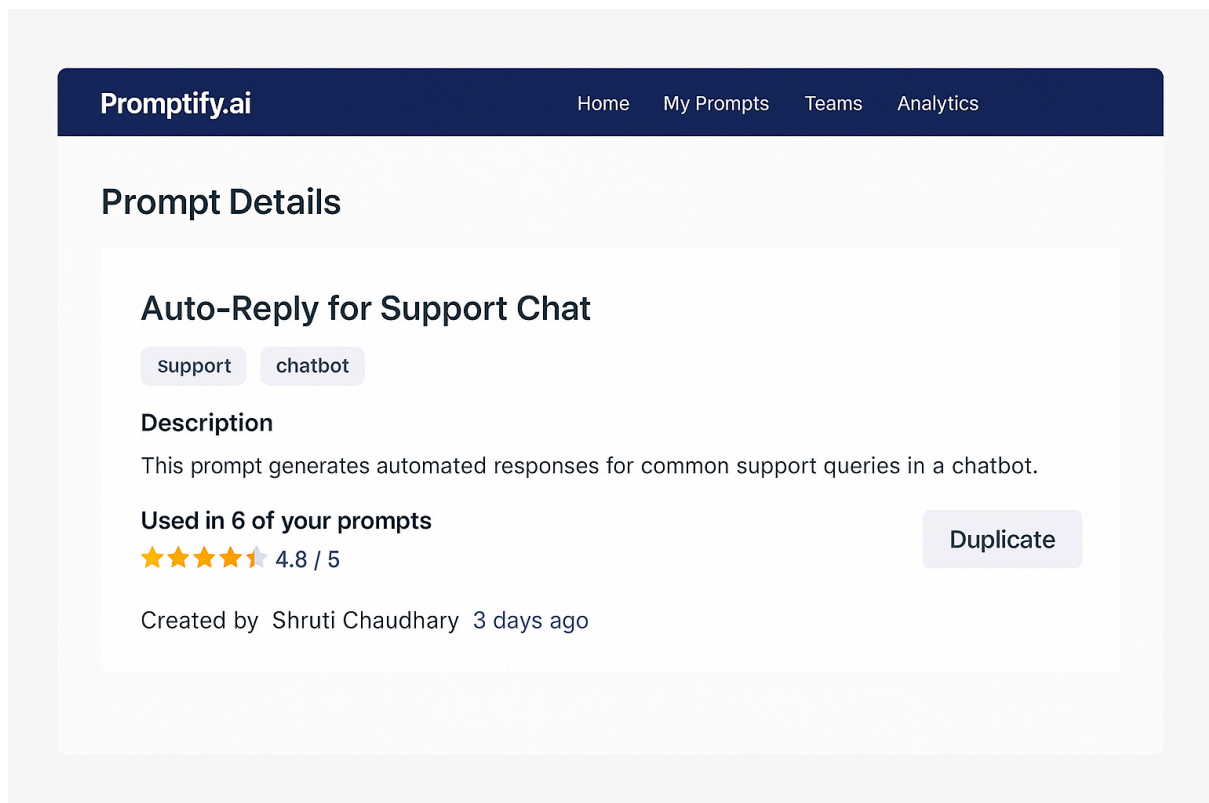 Promptify.ai Home My Prompts Teams Analytics
Prompt Details
Auto-Reply for Support Chat
Support chatbot
Description
This prompt generates automated responses for common support queries in a chatbot.
Used in 6 of your prompts
4.8 / 5
Duplicate
Created by Shruti Chaudhary 3 days ago